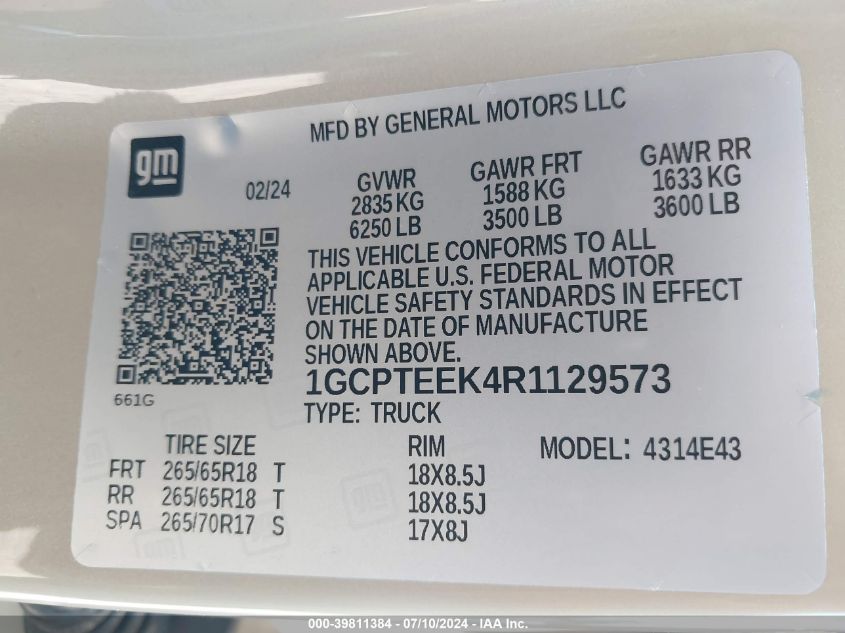 MFD BY GENERAL MOTORS LLC
gm
02/24
GVWR
2835 KG
6250 LB
GAWR FRT
1588 KG
3500 LB
GAWR RR
1633 KG
3600 LB
THIS VEHICLE CONFORMS TO ALL
APPLICABLE U.S. FEDERAL MOTOR
VEHICLE SAFETY STANDARDS IN EFFECT
ON THE DATE OF MANUFACTURE
SHOWN ABOVE.
661G
1GCPTEEK4R1129573
TYPE: TRUCK
TIRE SIZE RIM MODEL: 4314E43
FRT 265/65R18 T 18X8.5J
RR 265/65R18 T 18X8.5J
SPA 265/70R17 S 17X8J
000-39811384 / 07/10/2024 - IAA Inc.